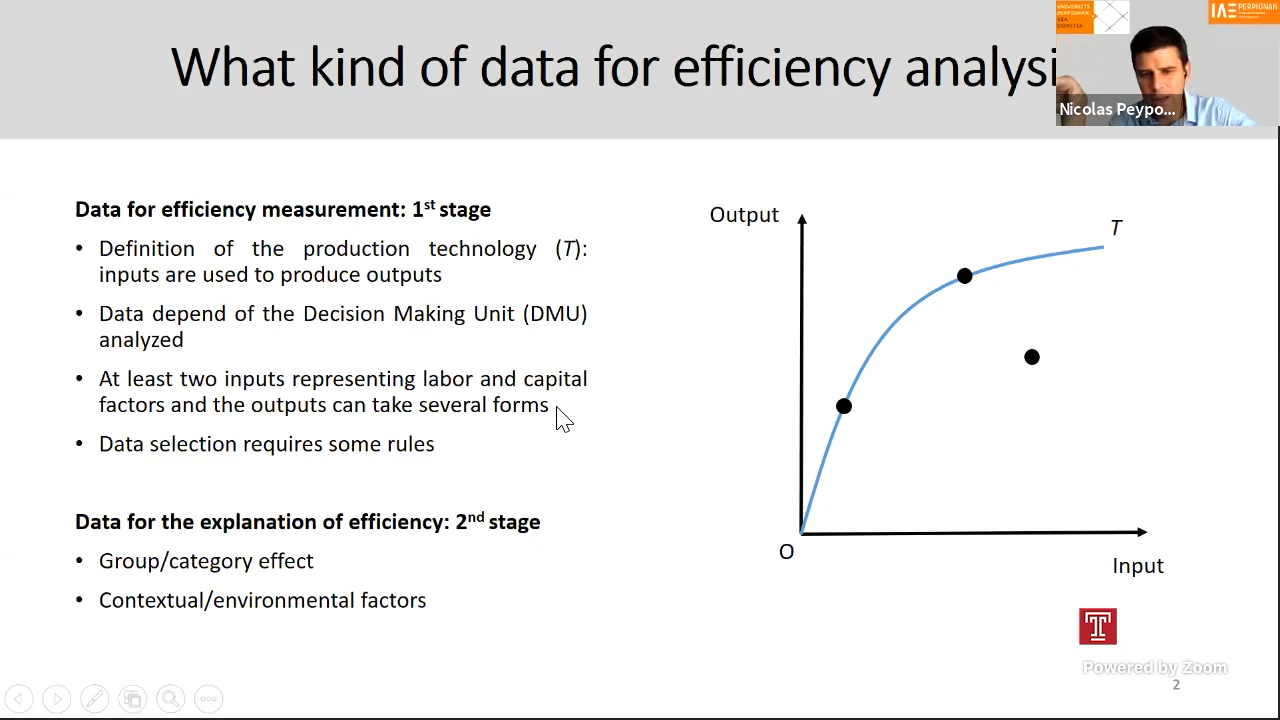 What kind of data for efficiency analysi
UNIVERSITÉ
PERPIGNAN
VIA
DOMITIA
IAE PERPIGNAN
Nicolas Peypo...
Data for efficiency measurement: 1st stage
• Definition of the production technology (T):
inputs are used to produce outputs
• Data depend of the Decision Making Unit (DMU)
analyzed
• At least two inputs representing labor and capital
factors and the outputs can take several forms
• Data selection requires some rules
Data for the explanation of efficiency: 2nd stage
• Group/category effect
• Contextual/environmental factors
Output
T
O
Input
T
Powered by Zoom
2